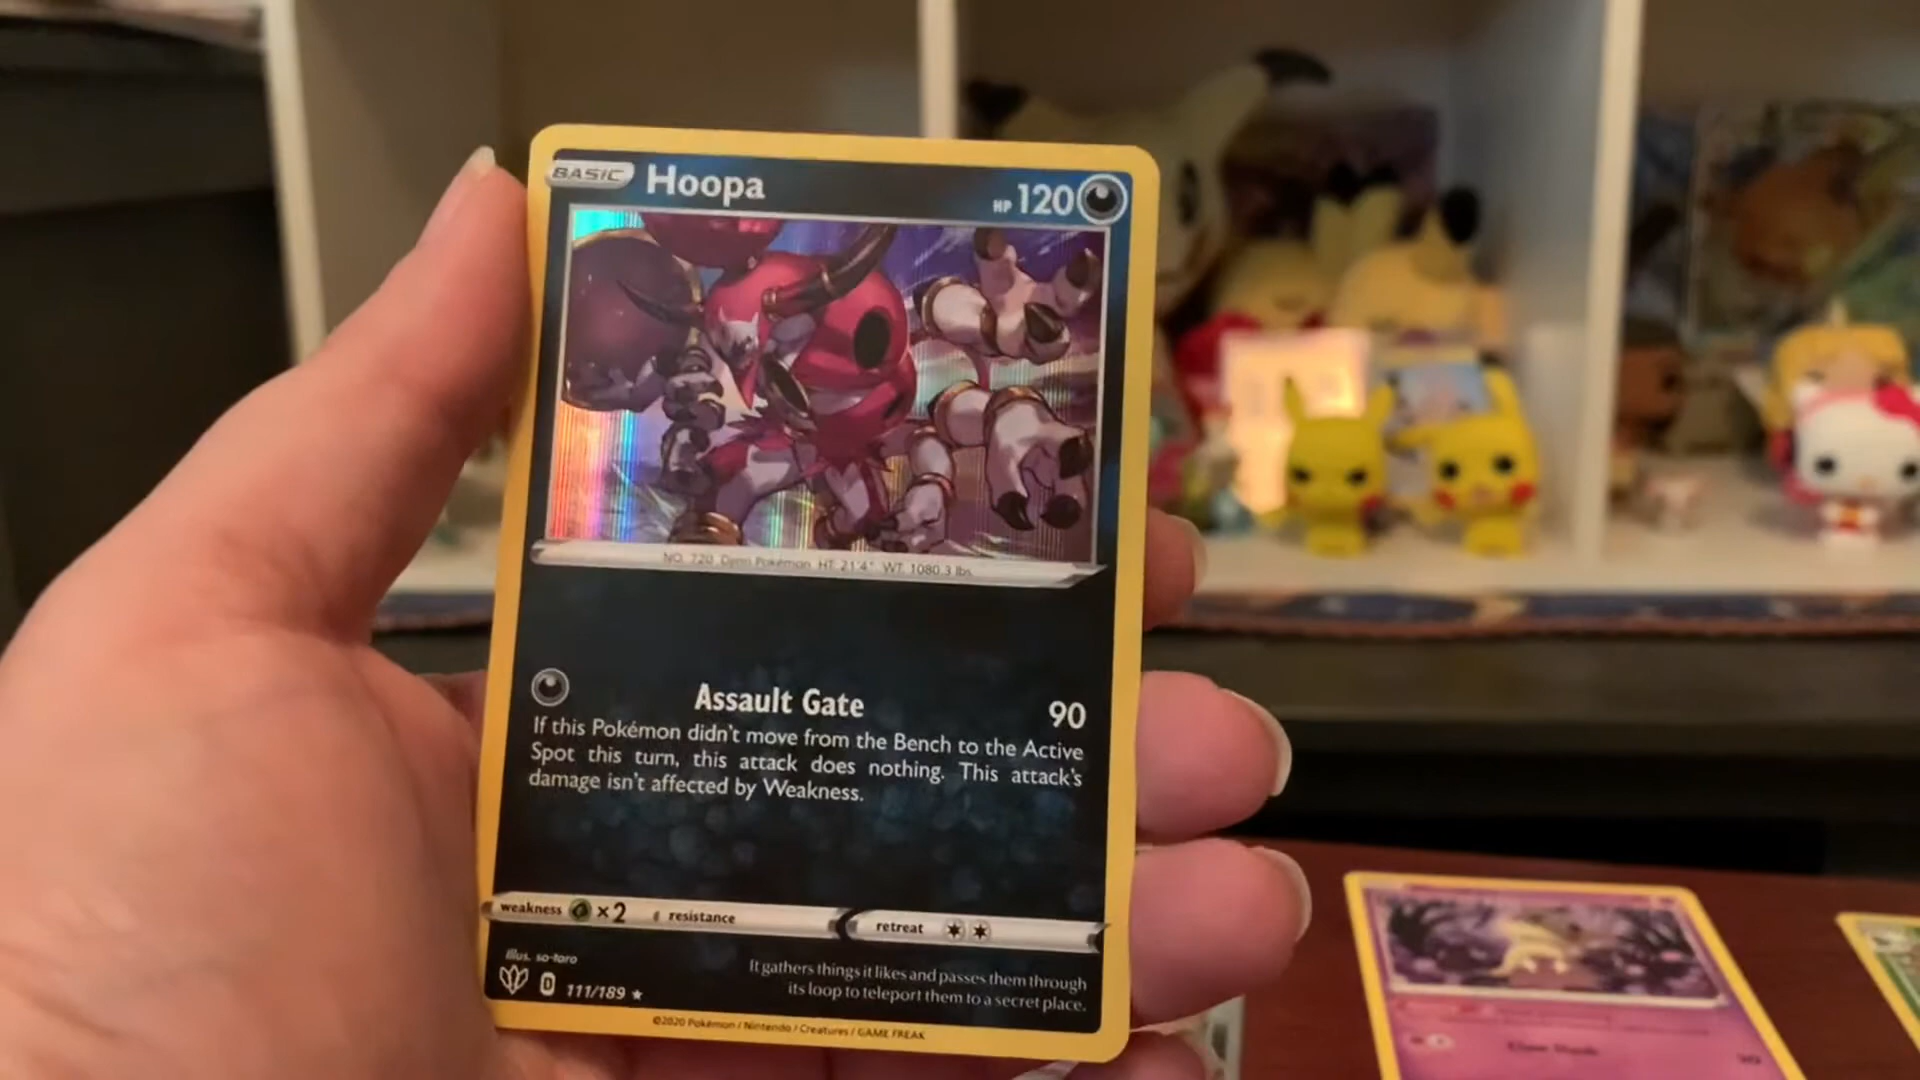 BASIC Hoopa HP 120
NO. 720 Djinn Pokémon HT: 21'4" WT: 1080.3 lbs.
Assault Gate 90
If this Pokémon didn't move from the Bench to the Active
Spot this turn, this attack does nothing. This attack's
damage isn't affected by Weakness.
weakness ×2 resistance retreat
illus. so-taro
It gathers things it likes and passes them through
its loop to teleport them to a secret place.
D 111/189 ★
©2020 Pokémon / Nintendo / Creatures / GAME FREAK
90